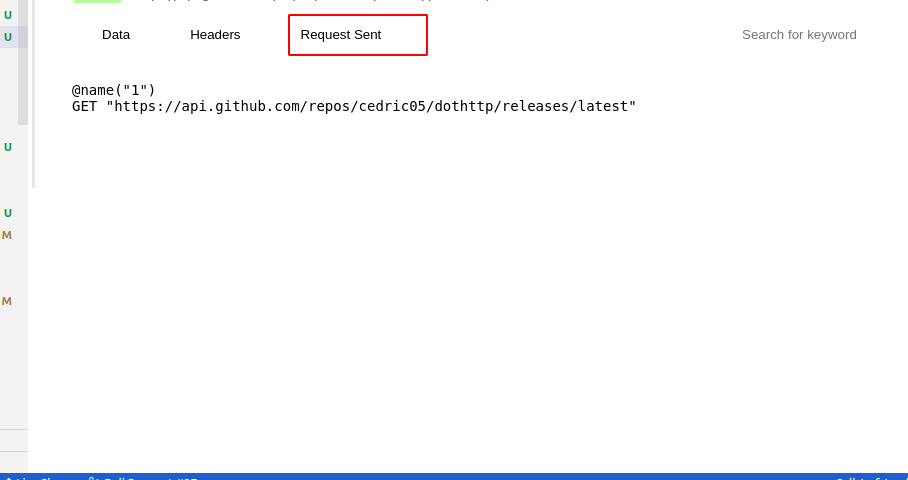 Data Headers Request Sent Search for keyword
@name("1")
GET "https://api.github.com/repos/cedric05/dothttp/releases/latest"
U
U
U
U
M
M